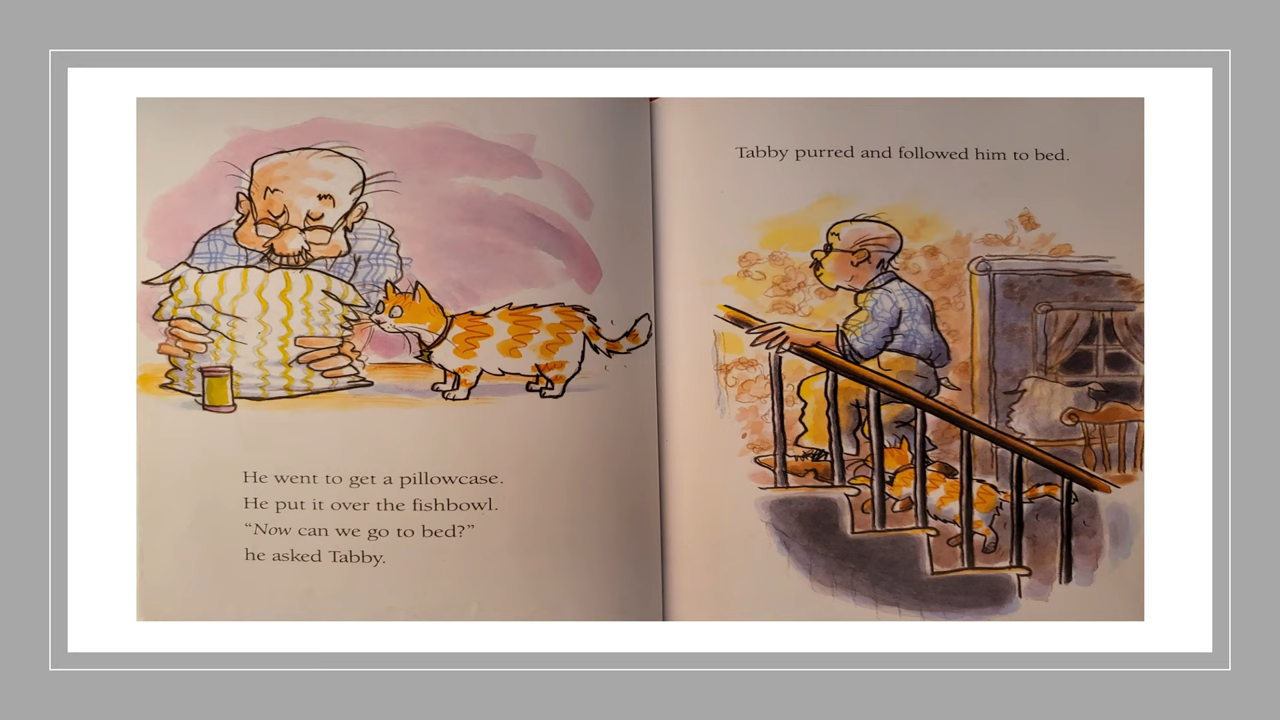 He went to get a pillowcase.
He put it over the fishbowl.
“Now can we go to bed?”
he asked Tabby.
Tabby purred and followed him to bed.